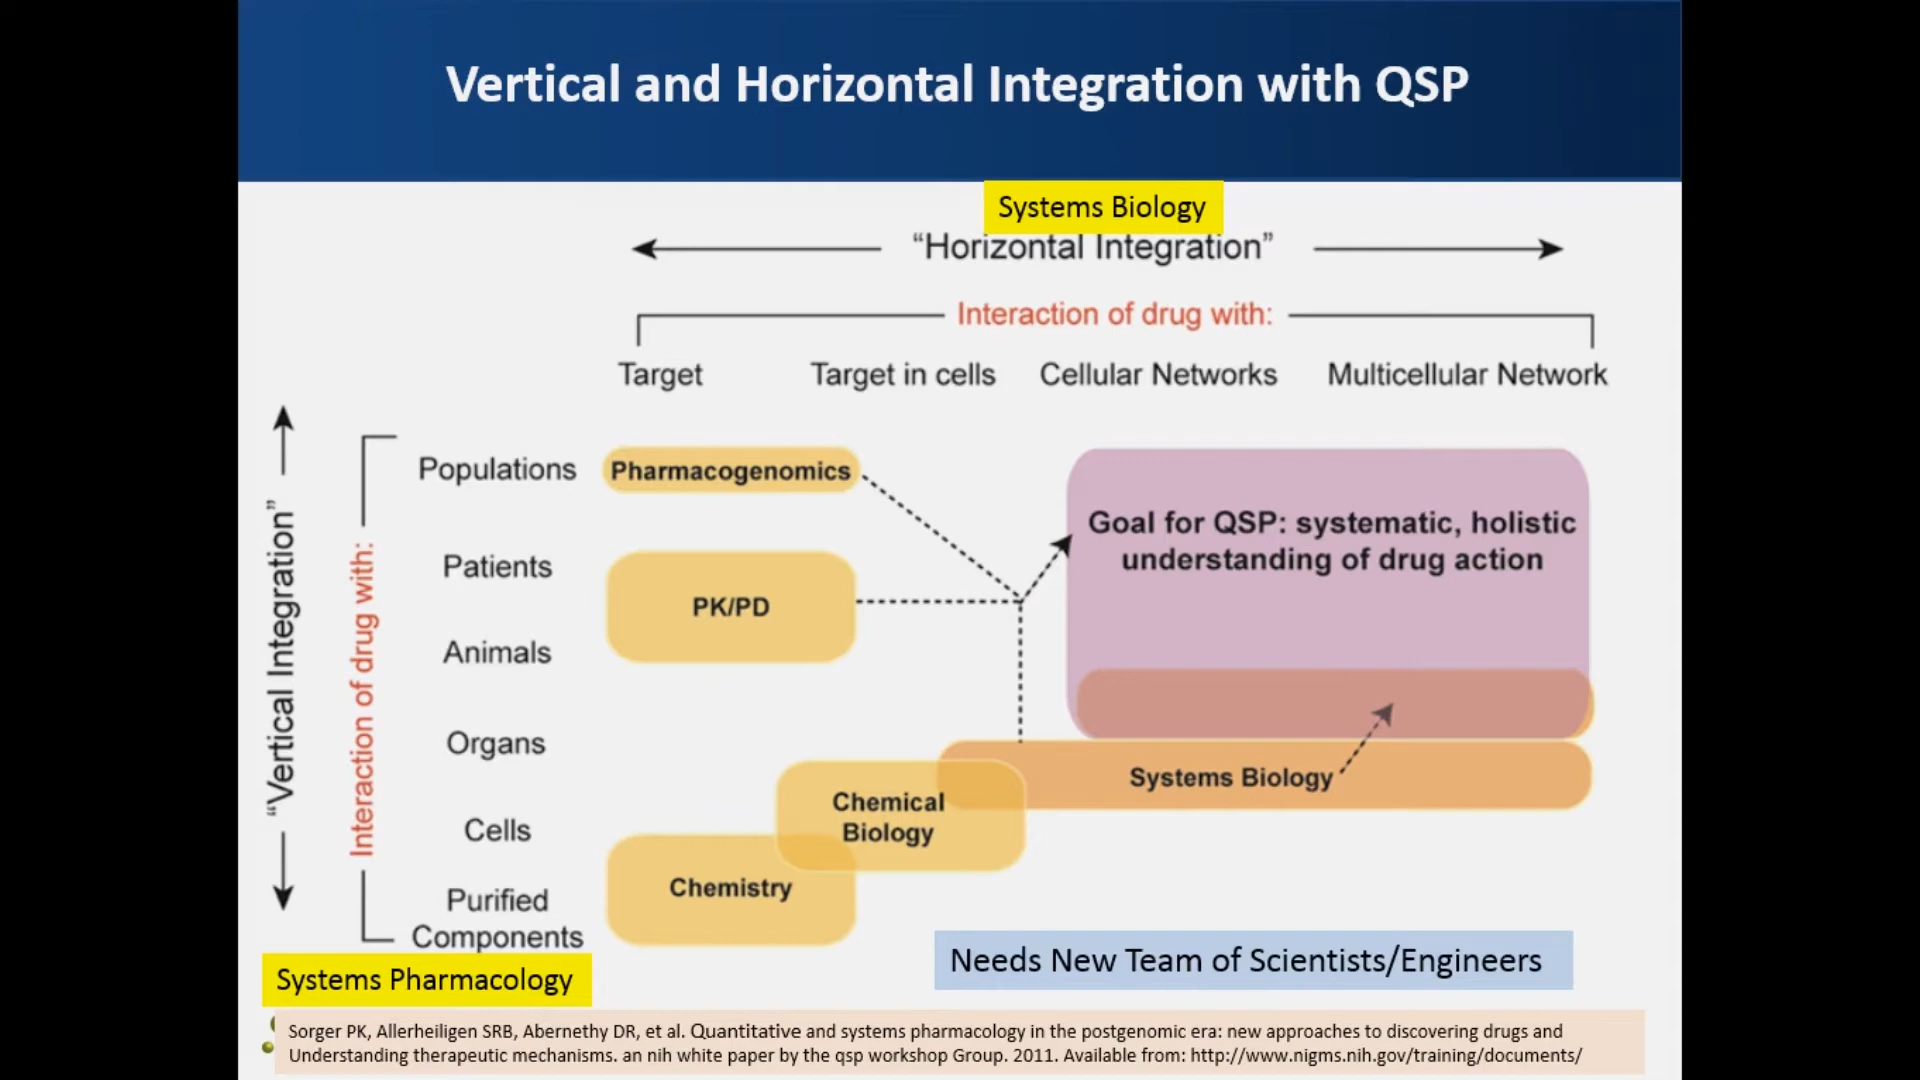 Vertical and Horizontal Integration with QSP
Systems Biology
“Horizontal Integration”
Interaction of drug with:
Target
Target in cells
Cellular Networks
Multicellular Network
“Vertical Integration”
Interaction of drug with:
Populations
Patients
Animals
Organs
Cells
Purified
Components
Pharmacogenomics
PK/PD
Goal for QSP: systematic, holistic
understanding of drug action
Systems Biology
Chemical
Biology
Chemistry
Needs New Team of Scientists/Engineers
Systems Pharmacology
Sorger PK, Allerheiligen SRB, Abernethy DR, et al. Quantitative and systems pharmacology in the postgenomic era: new approaches to discovering drugs and
Understanding therapeutic mechanisms. an nih white paper by the qsp workshop Group. 2011. Available from: http://www.nigms.nih.gov/training/documents/